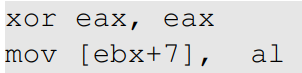 xor eax, eax
mov [ebx+7], al